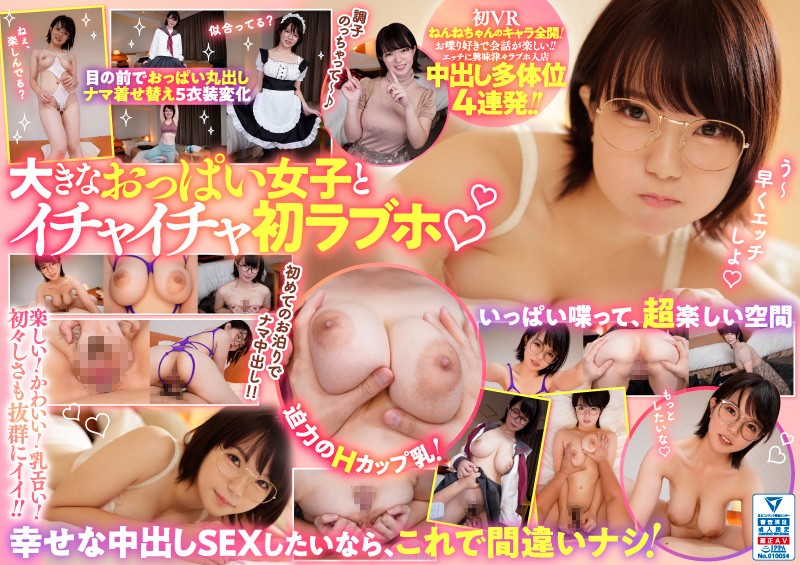 ねぇ、
楽しんでる?
似合ってる?
調子
のっちゃって〜♪
目の前でおっぱい丸出し
ナマ着せ替え5衣装変化
初VR
ねんねちゃんのキャラ全開!
お喋り好きで会話が楽しい!!
エッチに興味津々ラブホ入店
中出し多体位
4連発!!
大きなおっぱい女子と
イチャイチャ初ラブホ♡♡
う〜
早くエッチ
しよ♡
初めてのお泊りで
ナマ中出し!!
いっぱい喋って、超楽しい空間
楽しい!かわいい!乳エロい!
初々しさも抜群にイイ!!
迫力のHカップ乳!
もっと
したいな♡
幸せな中出しSEXしたいなら、これで間違いナシ!
適正AV
IPPA
No.010054